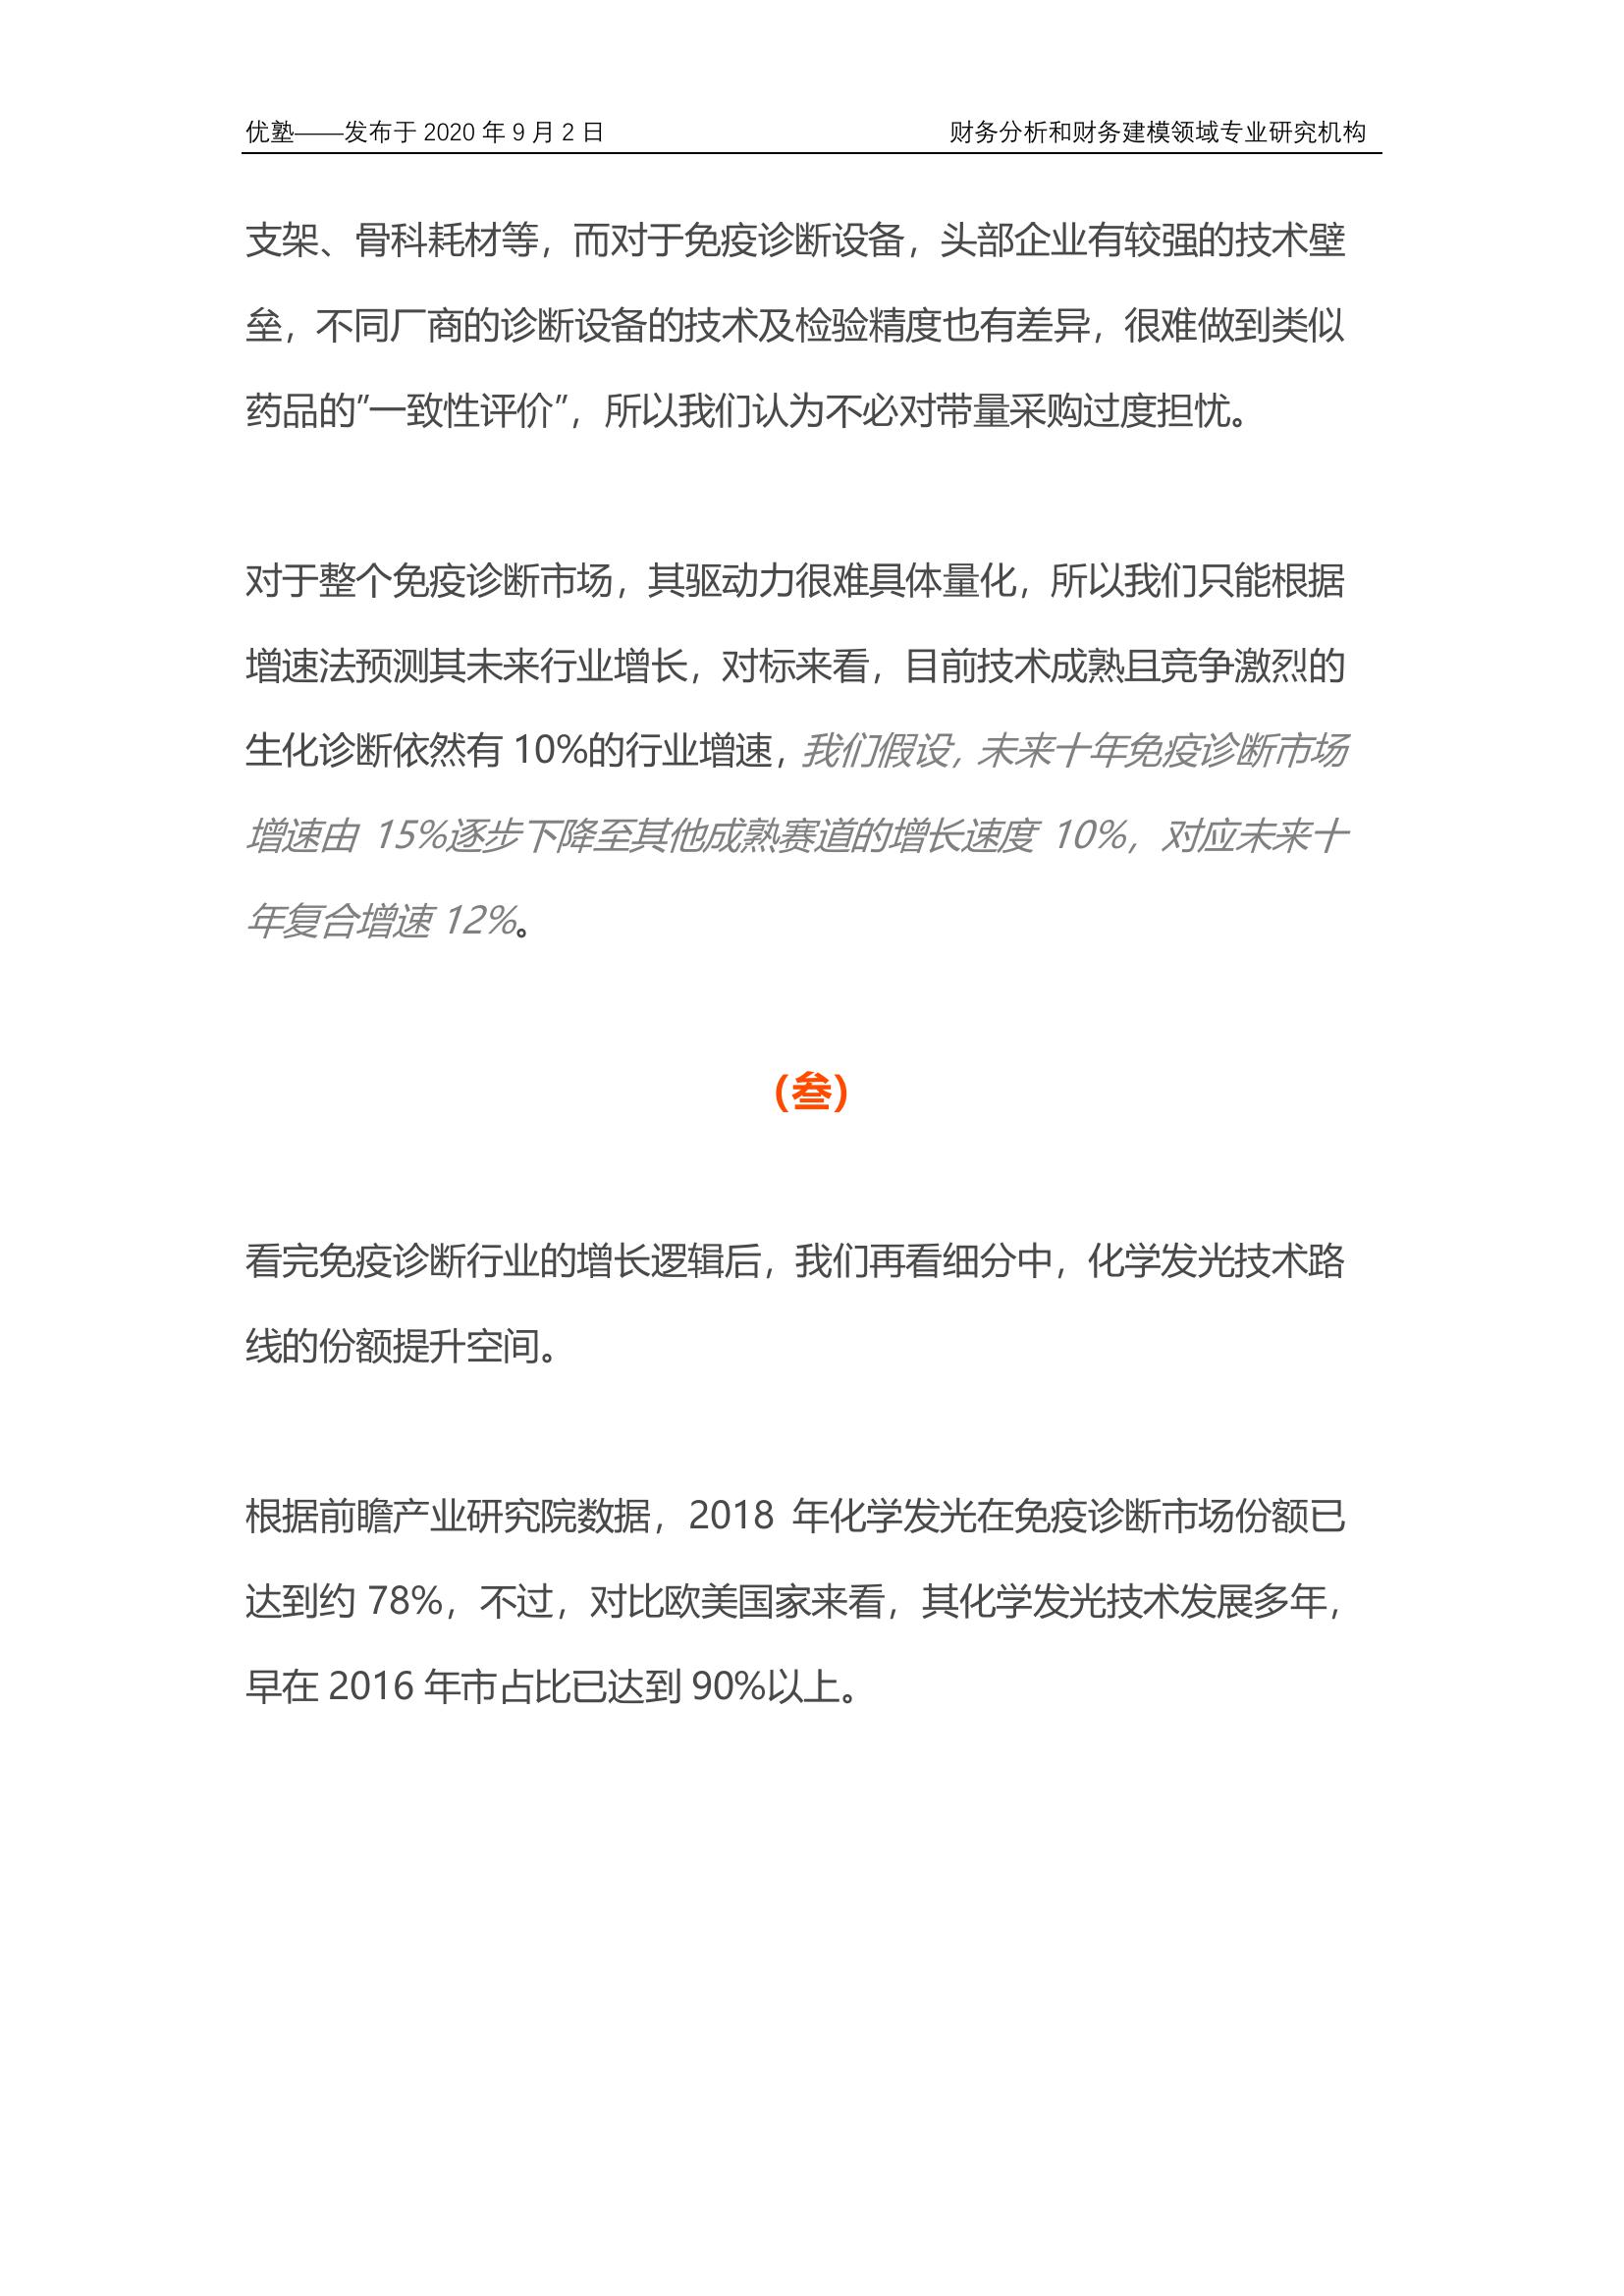 优塾——发布于 2020 年 9 月 2 日 财务分析和财务建模领域专业研究机构
支架、骨科耗材等，而对于免疫诊断设备，头部企业有较强的技术壁
垒，不同厂商的诊断设备的技术及检验精度也有差异，很难做到类似
药品的”一致性评价”，所以我们认为不必对带量采购过度担忧。
对于整个免疫诊断市场，其驱动力很难具体量化，所以我们只能根据
增速法预测其未来行业增长，对标来看，目前技术成熟且竞争激烈的
生化诊断依然有 10%的行业增速，我们假设，未来十年免疫诊断市场
增速由 15%逐步下降至其他成熟赛道的增长速度 10%，对应未来十
年复合增速 12%。
（叁）
看完免疫诊断行业的增长逻辑后，我们再看细分中，化学发光技术路
线的份额提升空间。
根据前瞻产业研究院数据，2018 年化学发光在免疫诊断市场份额已
达到约 78%，不过，对比欧美国家来看，其化学发光技术发展多年，
早在 2016 年市占比已达到 90%以上。